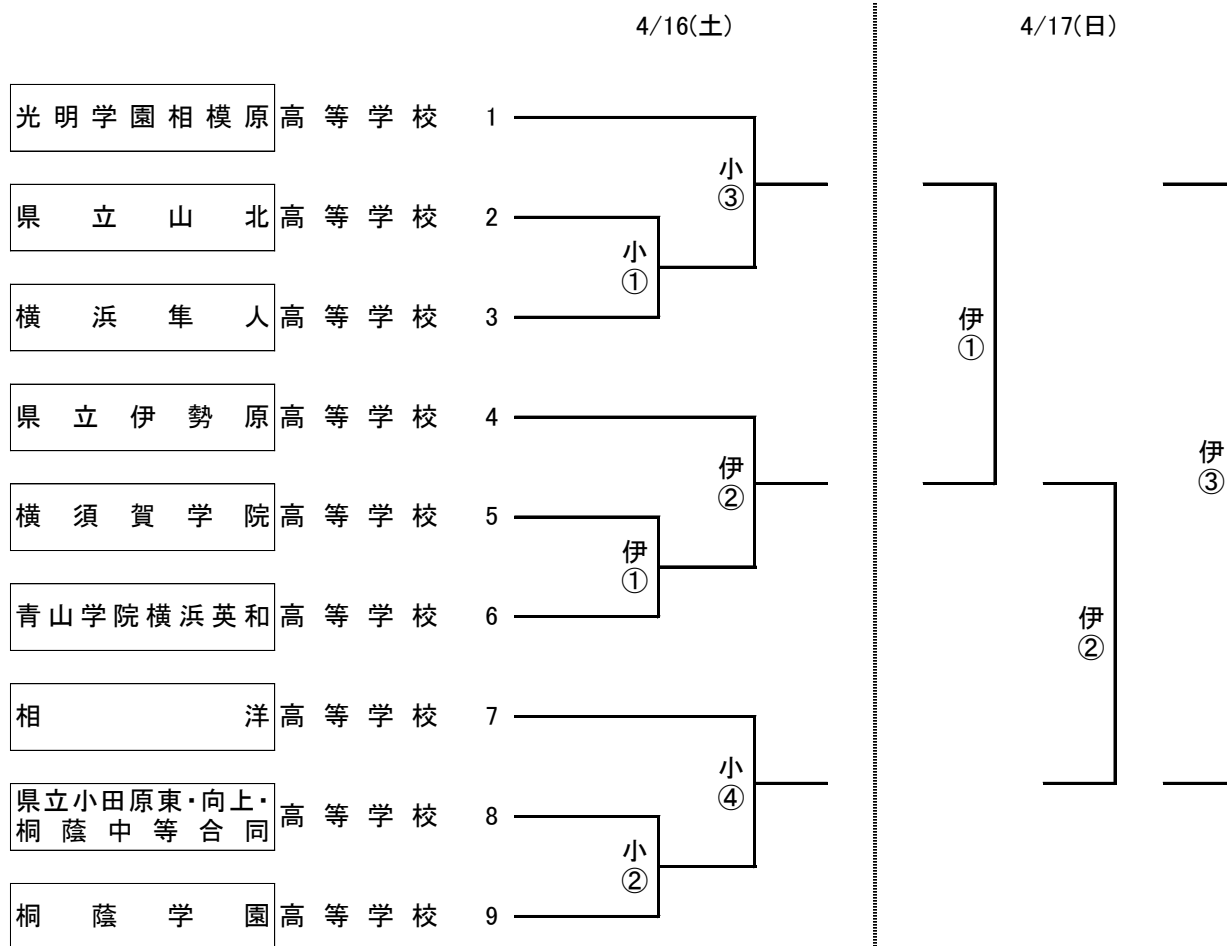 4/16(土) 4/17(日)
光明学園相模原高等学校 1
県立山北高等学校 2
横浜隼人高等学校 3
県立伊勢原高等学校 4
横須賀学院高等学校 5
青山学院横浜英和高等学校 6
相洋高等学校 7
県立小田原東・向上・
桐蔭中等合同高等学校 8
桐蔭学園高等学校 9
小①
小③
伊①
伊②
小②
小④
伊①
伊②
伊③